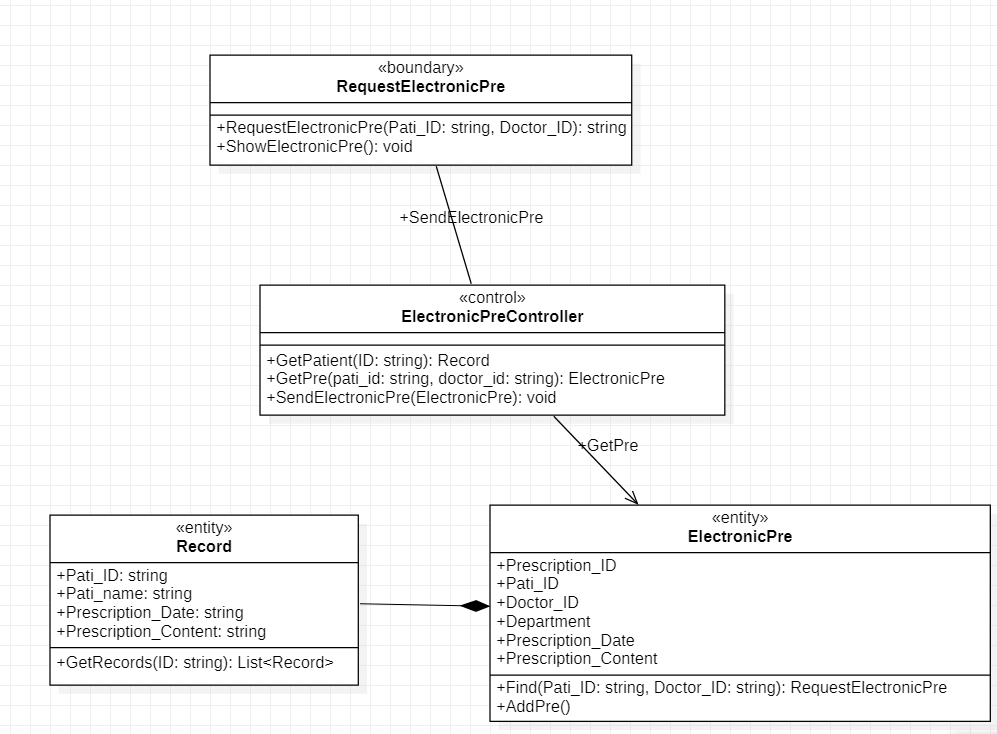 «boundary»
RequestElectronicPre
+RequestElectronicPre(Pati_ID: string, Doctor_ID): string
+ShowElectronicPre(): void
+SendElectronicPre
«control»
ElectronicPreController
+GetPatient(ID: string): Record
+GetPre(pati_id: string, doctor_id: string): ElectronicPre
+SendElectronicPre(ElectronicPre): void
+GetPre
«entity»
Record
+Pati_ID: string
+Pati_name: string
+Prescription_Date: string
+Prescription_Content: string
+GetRecords(ID: string): List<Record>
«entity»
ElectronicPre
+Prescription_ID
+Pati_ID
+Doctor_ID
+Department
+Prescription_Date
+Prescription_Content
+Find(Pati_ID: string, Doctor_ID: string): RequestElectronicPre
+AddPre()